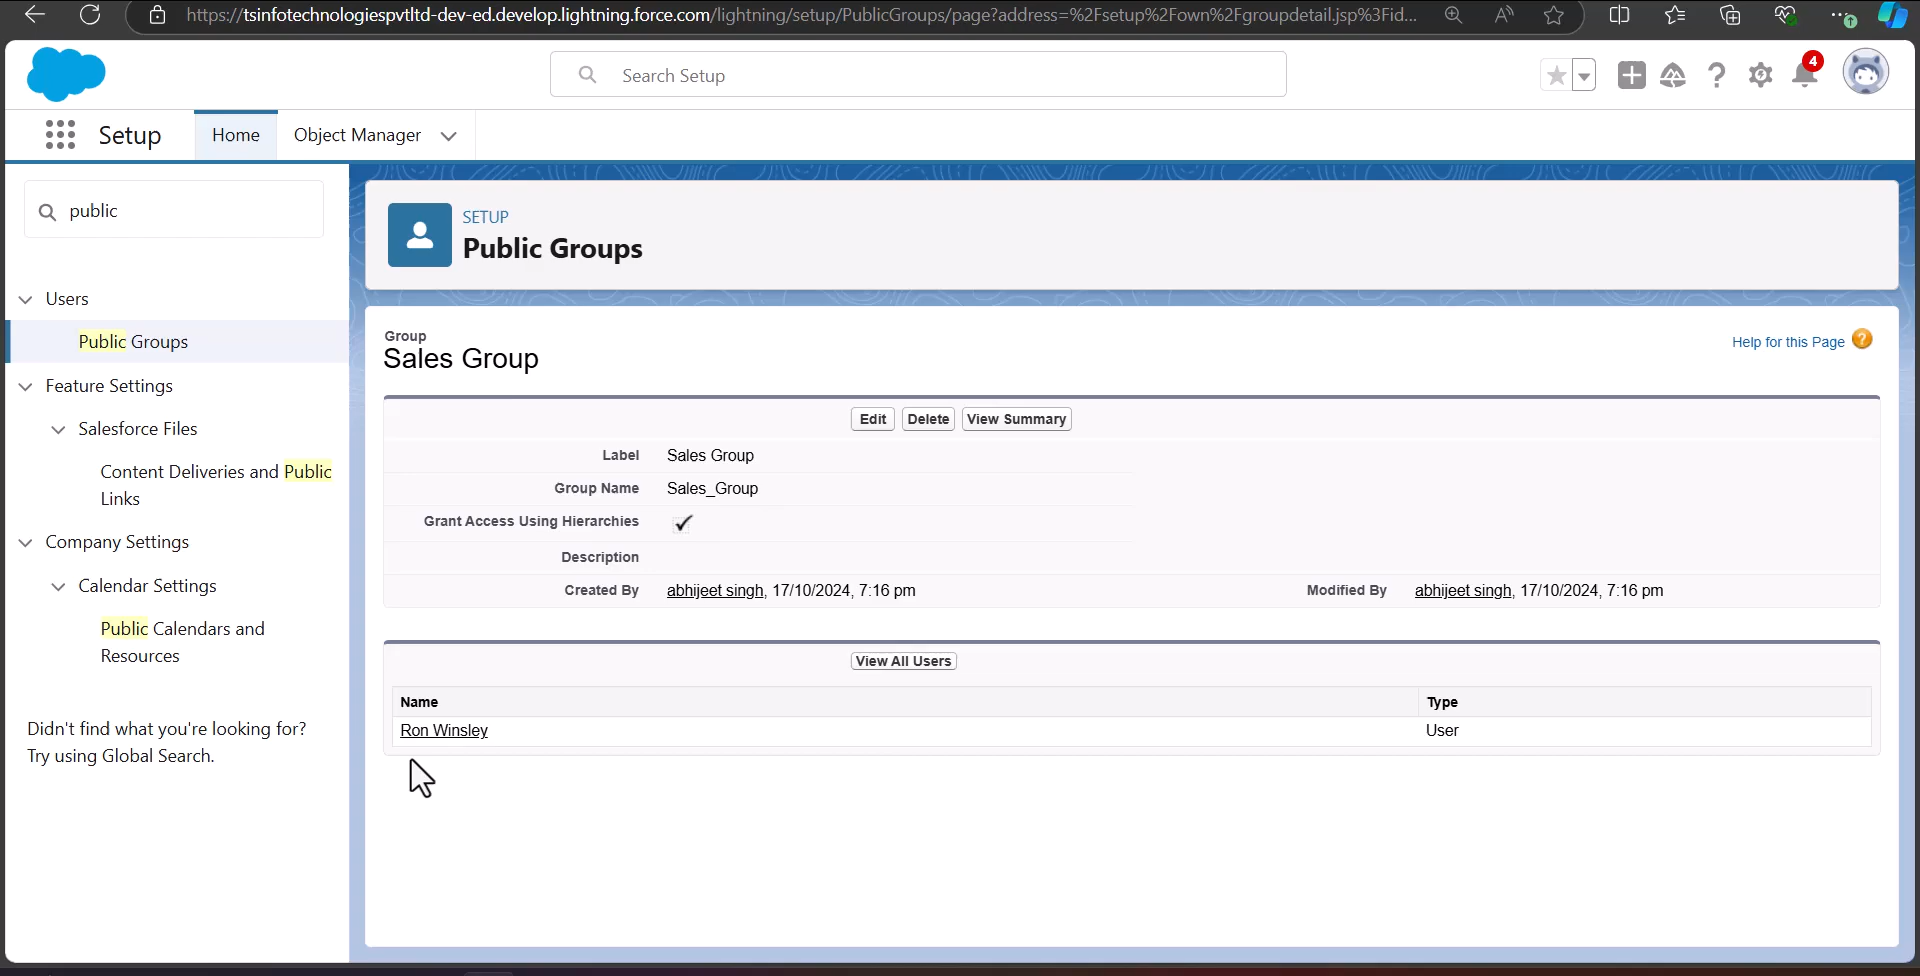 https://tsinfotechnologiespvtltd-dev-ed.develop.lightning.force.com/lightning/setup/PublicGroups/page?address=%2Fsetup%2Fown%2Fgroupdetail.jsp%3Fid...
Search Setup
4
Setup
Home
Object Manager
public
Users
Public Groups
Feature Settings
Salesforce Files
Content Deliveries and Public
Links
Company Settings
Calendar Settings
Public Calendars and
Resources
Didn't find what you're looking for?
Try using Global Search.
SETUP
Public Groups
Group
Sales Group
Help for this Page
Edit Delete View Summary
Label Sales Group
Group Name Sales_Group
Grant Access Using Hierarchies
Description
Created By abhijeet singh, 17/10/2024, 7:16 pm
Modified By abhijeet singh, 17/10/2024, 7:16 pm
View All Users
Name Type
Ron Winsley User